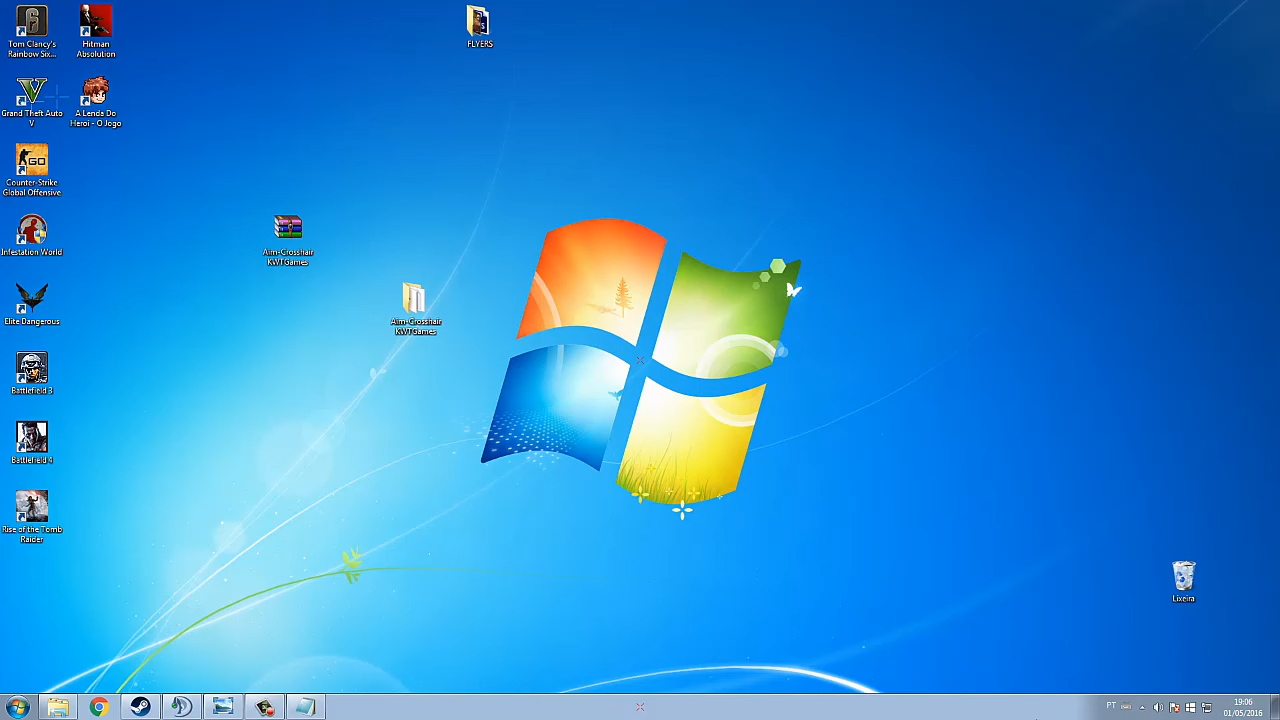 Tom Clancy's
Rainbow Six...
Hitman
Absolution
FLYERS
Grand Theft Auto
V
A Lenda Do
Heroi - O Jogo
GO
Counter-Strike
Global Offensive
Infestation World
Aim-Crosshair
KWTGames
Elite Dangerous
Aim-Crosshair
KWTGames
Battlefield 3
Battlefield 4
Rise of the Tomb
Raider
Lixeira
PT
19:06
01/05/2016